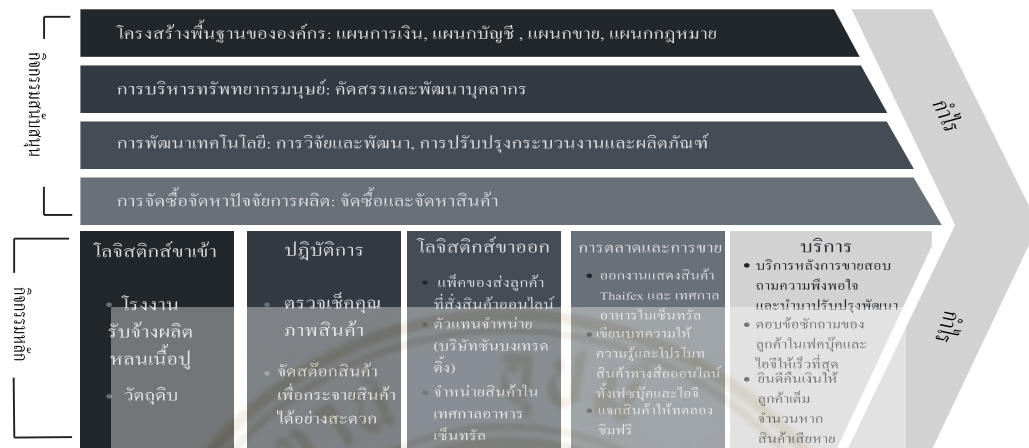 โครงสร้างพื้นฐานขององค์กร: แผนการเงิน, แผนกบัญชี , แผนกขาย, แผนกกฎหมาย
การบริหารทรัพทยากรมนุษย์: คัดสรรและพัฒนาบุคลากร
การพัฒนาเทคโนโลยี: การวิจัยและพัฒนา, การปรับปรุงกระบวนงานและผลิตภัณฑ์
การจัดซื้อจัดหาปัจจัยการผลิต: จัดซื้อและจัดหาสินค้า
กิจกรรมสนับสนุน
กำไร
กิจกรรมหลัก
โลจิสติกส์ขาเข้า
• โรงงาน
รับจ้างผลิต
หลนเนื้อปู
• วัตถุดิบ
ปฎิบัติการ
• ตรวจเช็คคุณ
ภาพสินค้า
• จัดสต๊อกสินค้า
เพื่อกระจายสินค้า
ได้อย่างสะดวก
โลจิสติกส์ขาออก
• แพ็คของส่งลูกค้า
ที่สั่งสินค้าออนไลน์
• ตัวแทนจำหน่าย
(บริษัทซันบงเทรด
ดิ้ง)
• จำหน่ายสินค้าใน
เทศกาลอาหาร
เซ็นทรัล
การตลาดและการขาย
• ออกงานแสดงสินค้า
Thaifex และ เทศกาล
อาหารในเซ็นทรัล
• เขียนบทความให้
ความรู้และโปรโมท
สินค้าทางสื่อออนไลน์
ทั้งเฟซบุ๊คและไอจี
• แจกสินค้าให้ทดลอง
ชิมฟรี
บริการ
• บริการหลังการขายสอบ
ถามความพึงพอใจ
และนำมาปรับปรุงพัฒนา
• ตอบข้อซักถามของ
ลูกค้าในเฟคบุ๊คและ
ไอจีให้เร็วที่สุด
• ยินดีคืนเงินให้
ลูกค้าเต็ม
จำนวนหาก
สินค้าเสียหาย
กำไร